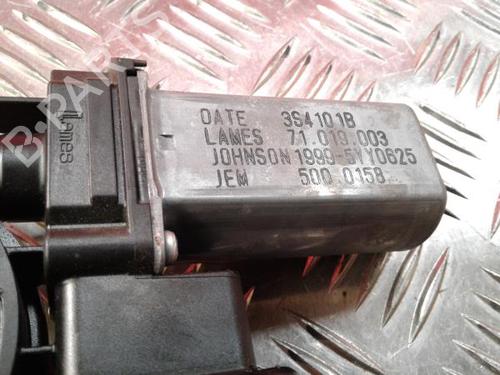 DATE 3S4101B
LAMES 71.019.003
JOHNSON 1999-5YY0625
JEM 500 0158
Lames
B-PARTS